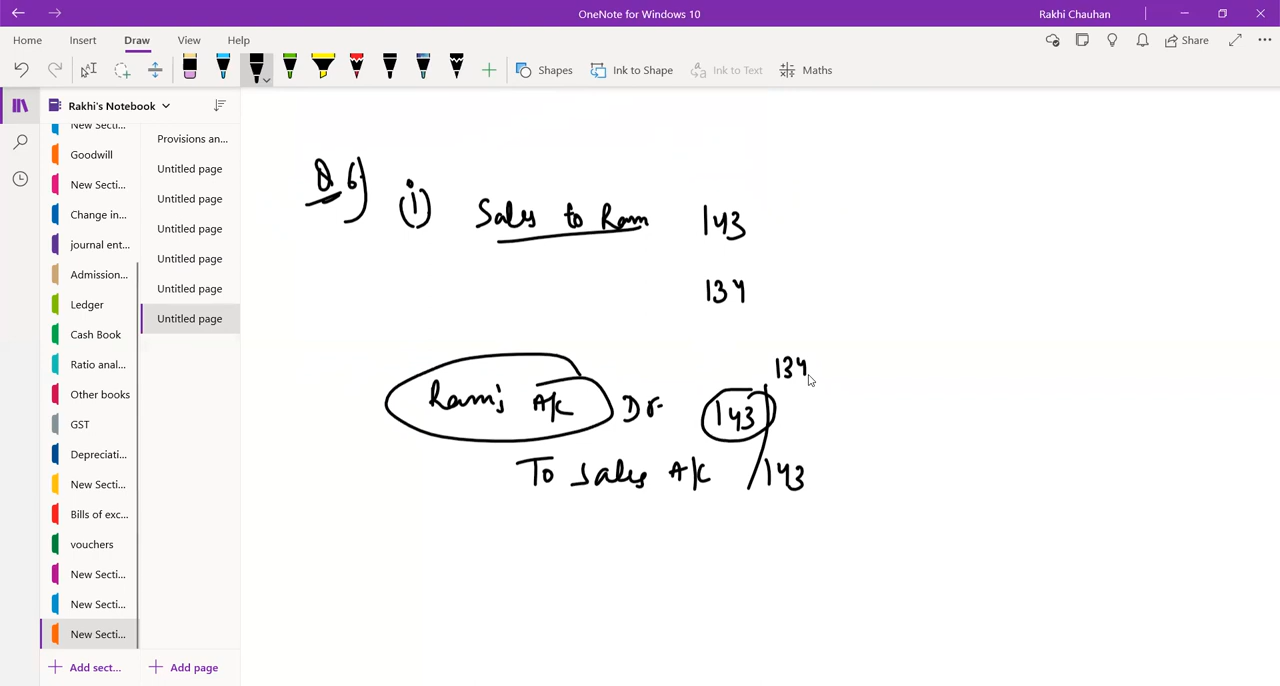 OneNote for Windows 10
Rakhi Chauhan
Home Insert Draw View Help
Share
Shapes Ink to Shape Ink to Text Maths
Rakhi's Notebook
New Secti...
Goodwill
New Secti...
Change in...
journal ent...
Admission...
Ledger
Cash Book
Ratio anal...
Other books
GST
Depreciati...
New Secti...
Bills of exc...
vouchers
New Secti...
New Secti...
New Secti...
Add sect...
Provisions an...
Untitled page
Untitled page
Untitled page
Untitled page
Untitled page
Untitled page
Add page
Q.6) (i) Sales to Ram 143
134
134
Ram's A/c Dr 143
To Sales A/c 143